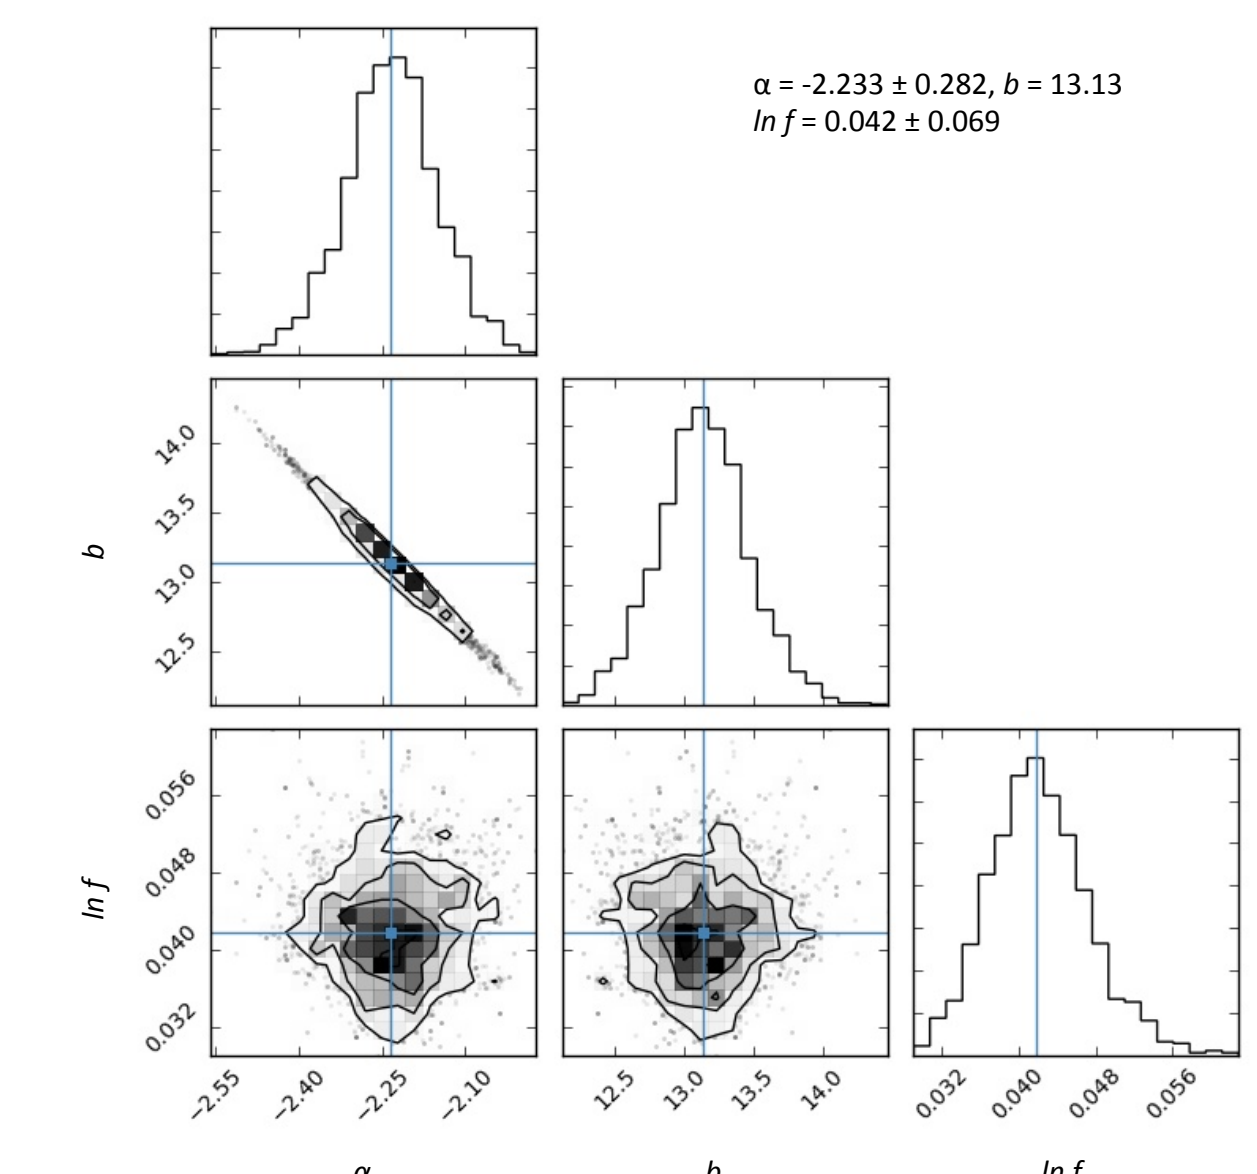 α = -2.233 ± 0.282, b = 13.13
ln f = 0.042 ± 0.069
b
14.0
13.5
13.0
12.5
ln f
0.056
0.048
0.040
0.032
−2.55 −2.40 −2.25 −2.10
12.5 13.0 13.5 14.0
0.032 0.040 0.048 0.056
α b ln f